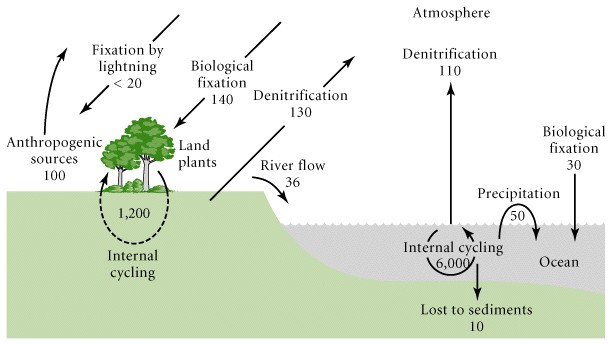 Atmosphere
Fixation by
lightning
< 20
Biological
fixation
140
Denitrification
130
Denitrification
110
Anthropogenic
sources
100
Land
plants
River flow
36
Biological
fixation
30
Precipitation
50
1,200
Internal
cycling
Internal cycling
6,000
Ocean
Lost to sediments
10